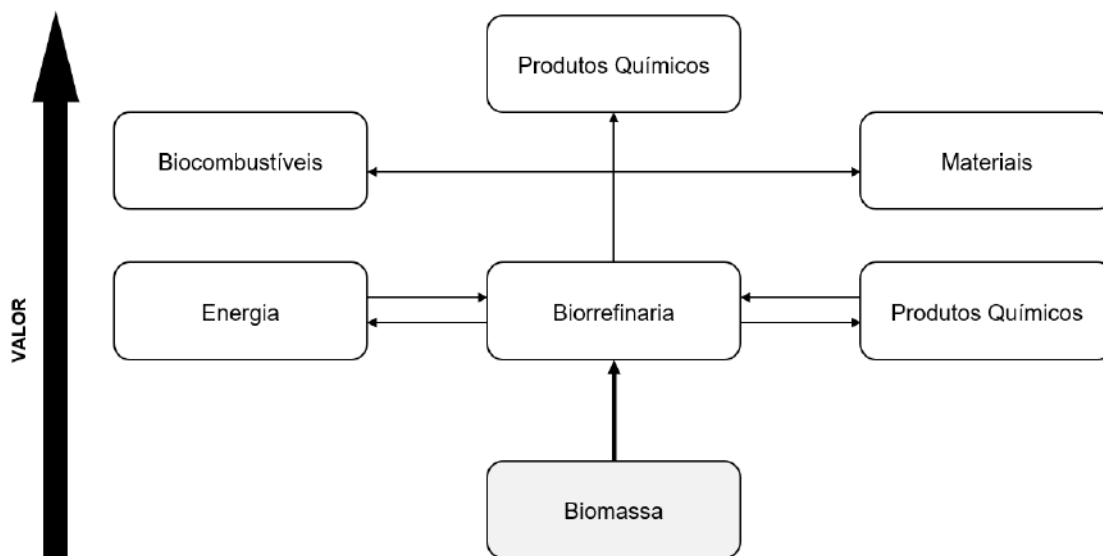 Produtos Químicos
Biocombustíveis
Materiais
Energia
Biorrefinaria
Produtos Químicos
VALOR
Biomassa